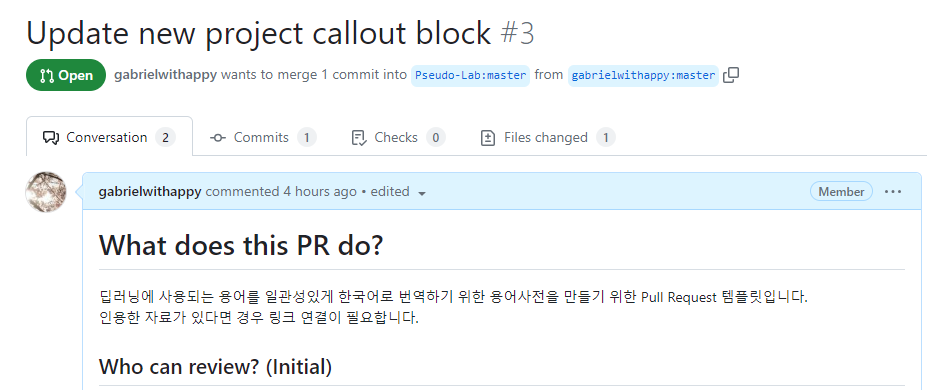 Update new project callout block #3
Open gabrielwithappy wants to merge 1 commit into Pseudo-Lab:master from gabrielwithappy:master
Conversation 2 Commits 1 Checks 0 Files changed 1
gabrielwithappy commented 4 hours ago • edited Member
What does this PR do?
딥러닝에 사용되는 용어를 일관성있게 한국어로 번역하기 위한 용어사전을 만들기 위한 Pull Request 템플릿입니다.
인용한 자료가 있다면 경우 링크 연결이 필요합니다.
Who can review? (Initial)